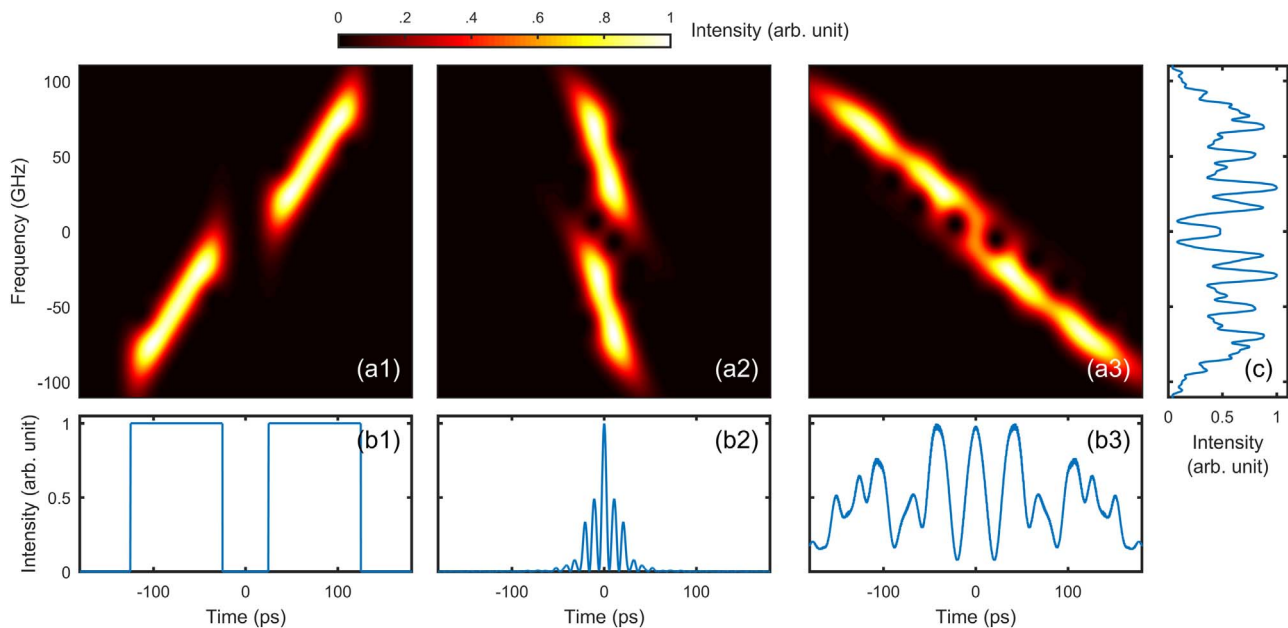 0 .2 .4 .6 .8 1 Intensity (arb. unit)
100
50
0
-50
-100
Frequency (GHz)
(a1) (a2) (a3) (c)
0 0.5 1
Intensity
(arb. unit)
1
0.5
0
Intensity (arb. unit)
(b1) (b2) (b3)
-100 0 100 -100 0 100 -100 0 100
Time (ps) Time (ps) Time (ps)